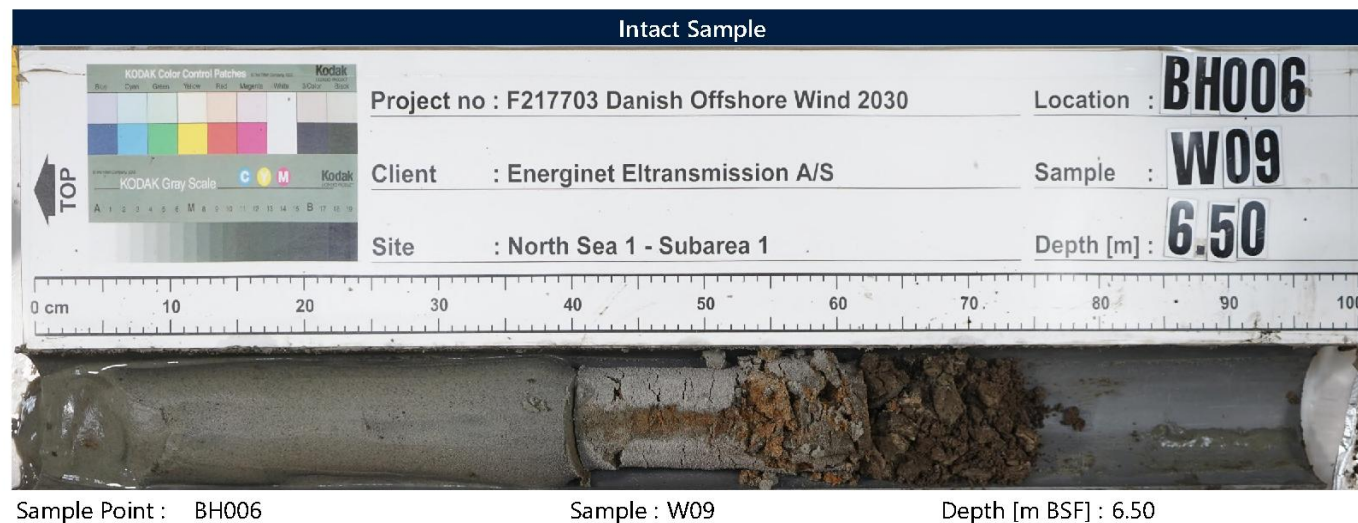 Intact Sample
KODAK Color Control Patches Kodak
Blue Cyan Green Yellow Red Magenta White 3/Color Black
TOP
KODAK Gray Scale C Y M Kodak
A 1 2 3 4 5 6 M 8 9 10 11 12 13 14 15 B 17 18 19
Project no : F217703 Danish Offshore Wind 2030
Location : BH006
Client : Energinet Eltransmission A/S
Sample : W09
Site : North Sea 1 - Subarea 1
Depth [m] : 6.50
0 cm 10 20 30 40 50 60 70 80 90 100
Sample Point : BH006 Sample : W09 Depth [m BSF] : 6.50